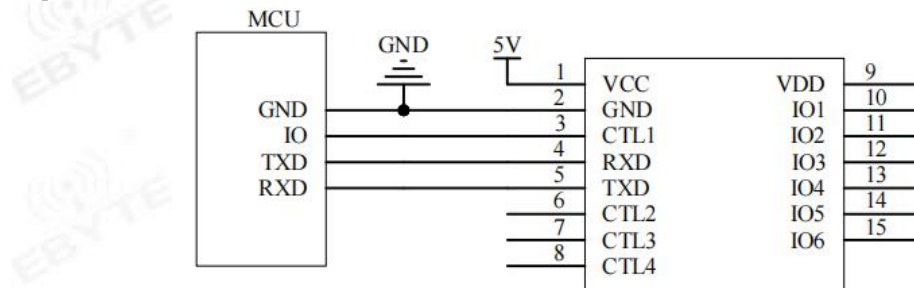 MCU
GND
5V
EBYTE
1 VCC VDD 9
GND 2 GND IO1 10
IO 3 CTL1 IO2 11
TXD 4 RXD IO3 12
RXD 5 TXD IO4 13
6 CTL2 IO5 14
7 CTL3 IO6 15
8 CTL4
EBYTE
EBYTE